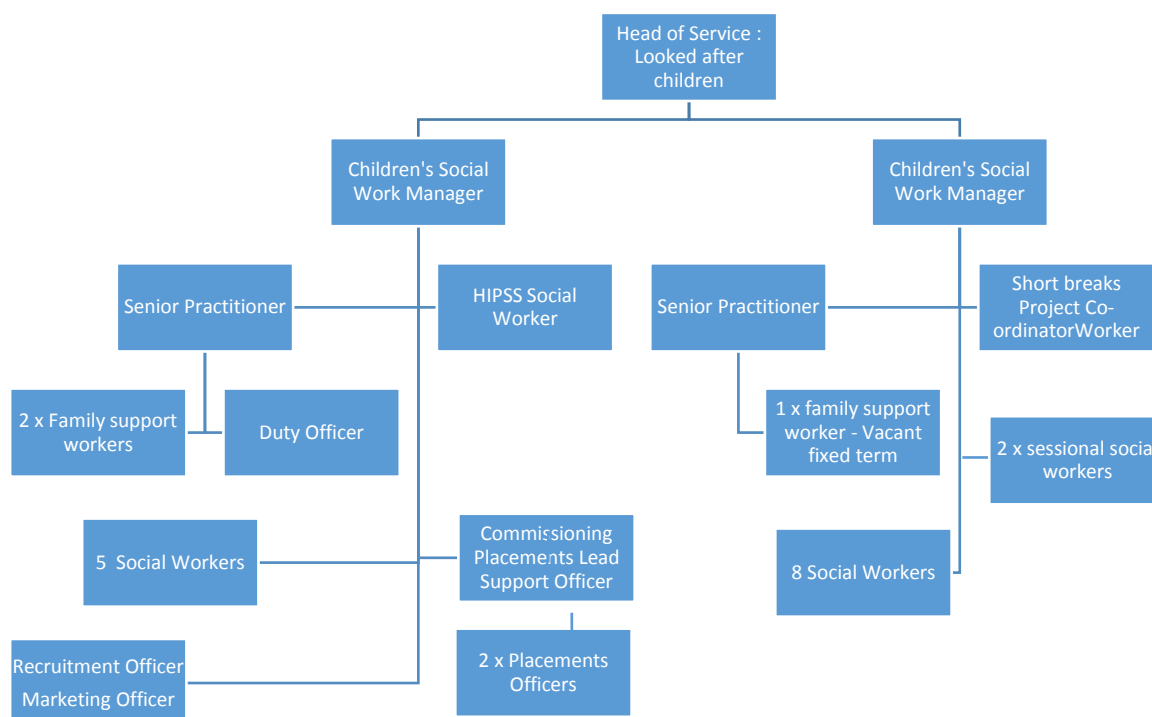 Head of Service :
Looked after
children
Children's Social
Work Manager
Children's Social
Work Manager
Senior Practitioner
HIPSS Social
Worker
Senior Practitioner
Short breaks
Project Co-
ordinatorWorker
2 x Family support
workers
Duty Officer
1 x family support
worker - Vacant
fixed term
2 x sessional social
workers
5 Social Workers
Commissioning
Placements Lead
Support Officer
8 Social Workers
Recruitment Officer
Marketing Officer
2 x Placements
Officers